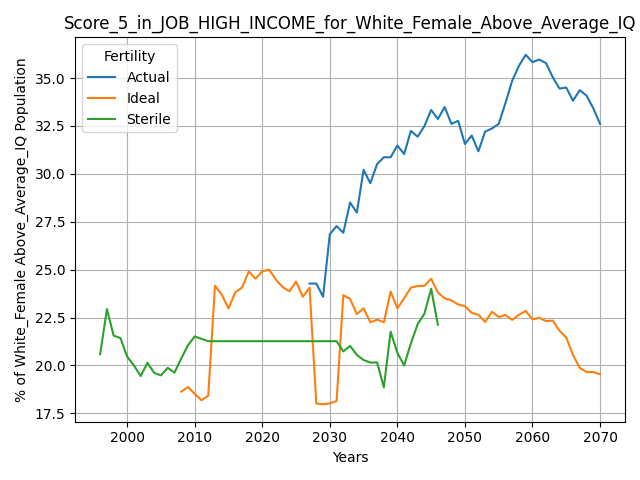 Score_5_in_JOB_HIGH_INCOME_for_White_Female_Above_Average_IQ
Fertility
Actual
Ideal
Sterile
% of White_Female Above_Average_IQ Population
35.0
32.5
30.0
27.5
25.0
22.5
20.0
17.5
2000 2010 2020 2030 2040 2050 2060 2070
Years